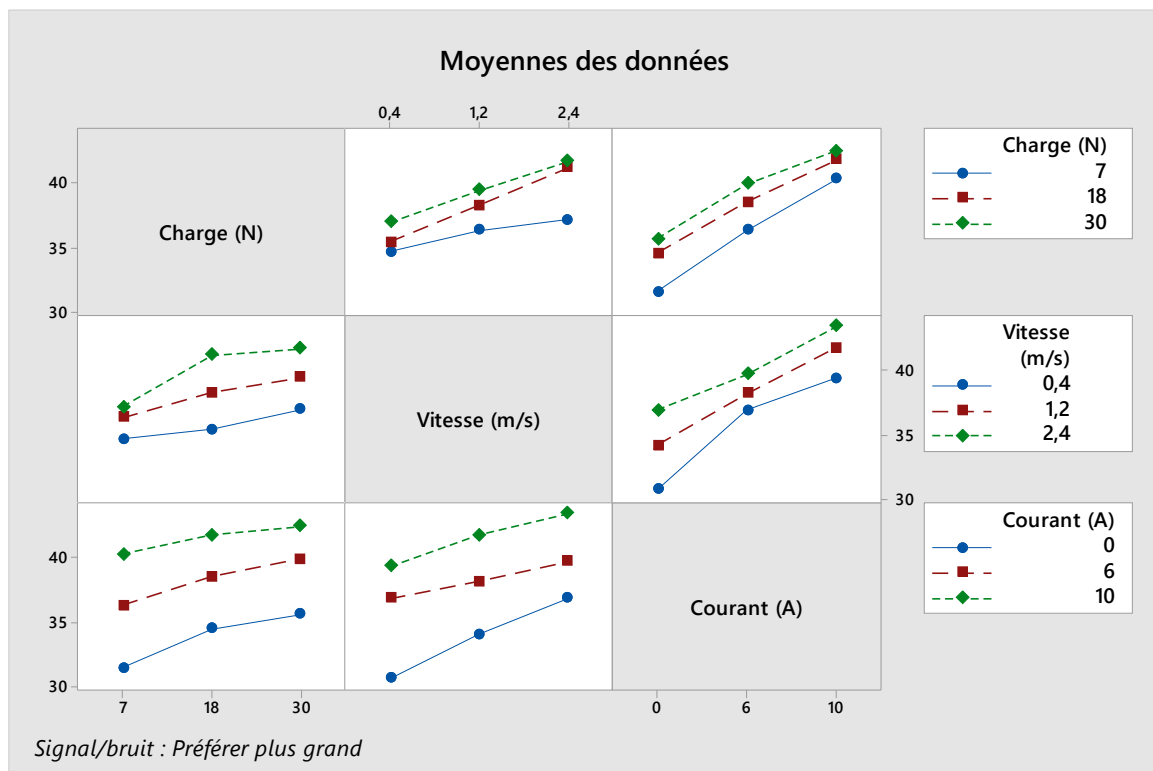 Moyennes des données
0,4 1,2 2,4
Charge (N)
7
18
30
40
35
30
Charge (N)
Vitesse (m/s)
Vitesse
(m/s)
0,4
1,2
2,4
40
35
30
Courant (A)
0
6
10
40
35
30
Courant (A)
7 18 30
0 6 10
Signal/bruit : Préférer plus grand